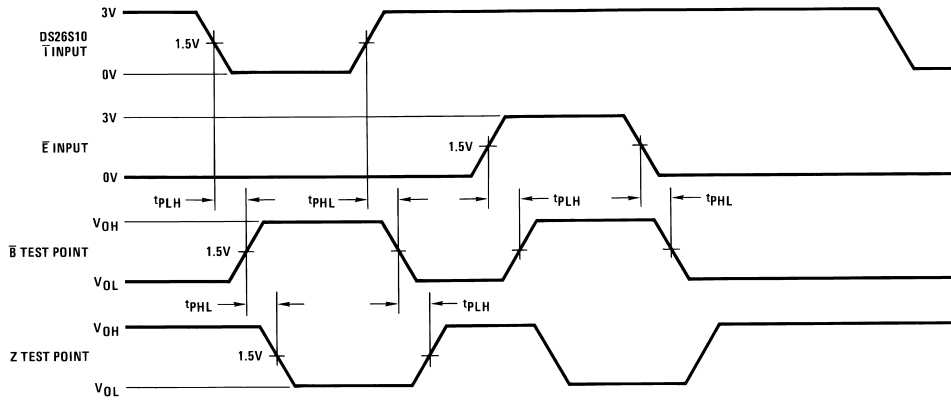 3V
DS26S10
Ī INPUT
1.5V
0V
3V
Ē INPUT
1.5V
0V
tPLH
tPHL
tPLH
tPHL
VOH
B̅ TEST POINT
1.5V
VOL
tPHL
tPLH
VOH
Z TEST POINT
1.5V
VOL